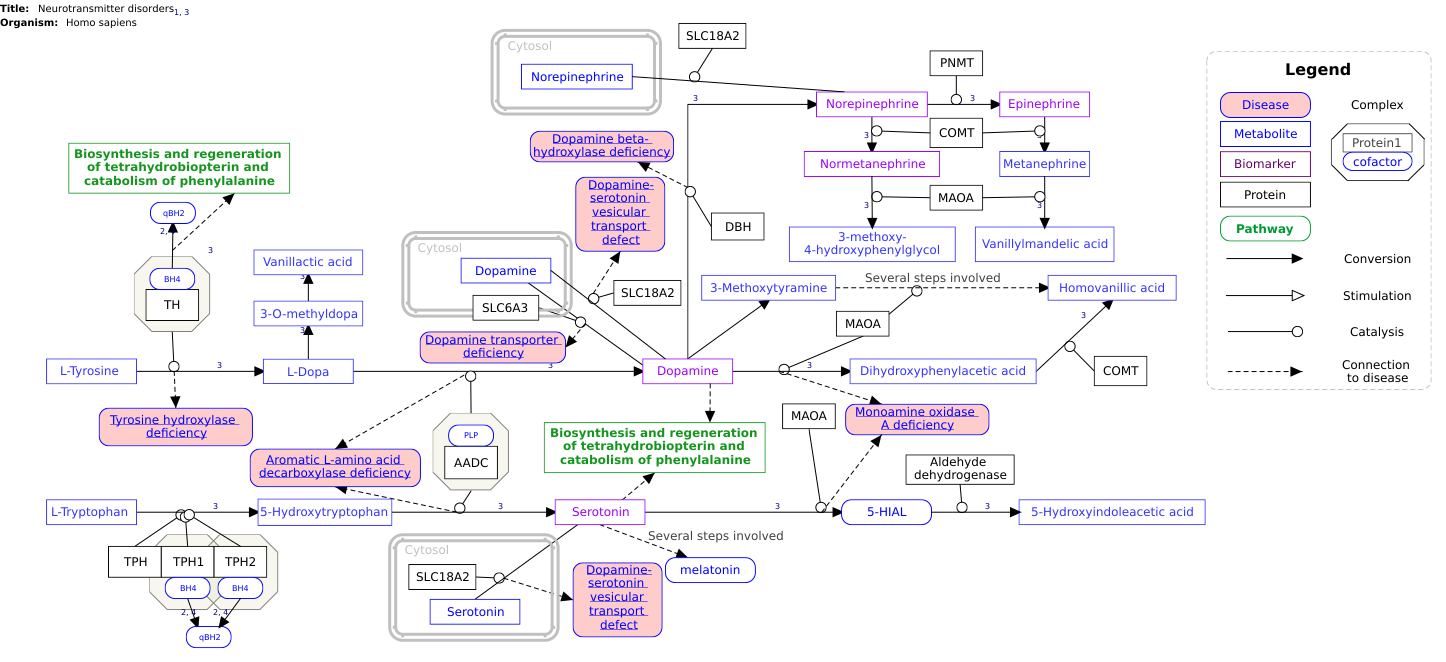 Title: Neurotransmitter disorders1, 3
Organism: Homo sapiens
Cytosol
Norepinephrine
SLC18A2
PNMT
Norepinephrine
3
Epinephrine
3
COMT
3
Normetanephrine
Metanephrine
MAOA
3
3
3-methoxy-
4-hydroxyphenylglycol
Vanillylmandelic acid
Dopamine beta-
hydroxylase deficiency
Dopamine-
serotonin
vesicular
transport
defect
DBH
Biosynthesis and regeneration
of tetrahydrobiopterin and
catabolism of phenylalanine
qBH2
2,
3
BH4
TH
Vanillactic acid
3
3-O-methyldopa
3
Cytosol
Dopamine
SLC6A3
SLC18A2
Dopamine transporter
deficiency
3-Methoxytyramine
Several steps involved
Homovanillic acid
MAOA
3
COMT
L-Tyrosine
3
L-Dopa
3
Dopamine
3
Dihydroxyphenylacetic acid
Tyrosine hydroxylase
deficiency
Aromatic L-amino acid
decarboxylase deficiency
PLP
AADC
Biosynthesis and regeneration
of tetrahydrobiopterin and
catabolism of phenylalanine
MAOA
Monoamine oxidase
A deficiency
Aldehyde
dehydrogenase
L-Tryptophan
3
5-Hydroxytryptophan
3
Serotonin
3
5-HIAL
3
5-Hydroxyindoleacetic acid
TPH
TPH1
TPH2
BH4
BH4
2, 4
2, 4
qBH2
Cytosol
SLC18A2
Serotonin
Several steps involved
melatonin
Dopamine-
serotonin
vesicular
transport
defect
Legend
Disease
Complex
Metabolite
Protein1
cofactor
Biomarker
Protein
Pathway
Conversion
Stimulation
Catalysis
Connection
to disease